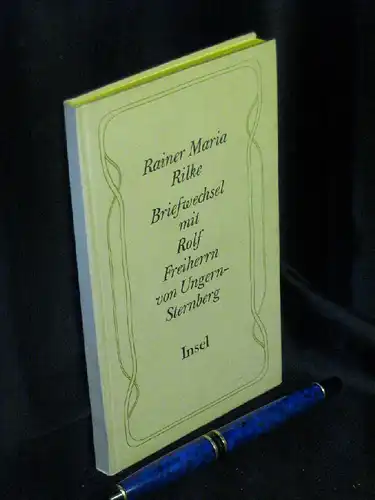 Rainer Maria
Rilke
Briefwechsel
mit
Rolf
Freiherrn
von Ungern-
Sternberg
Insel